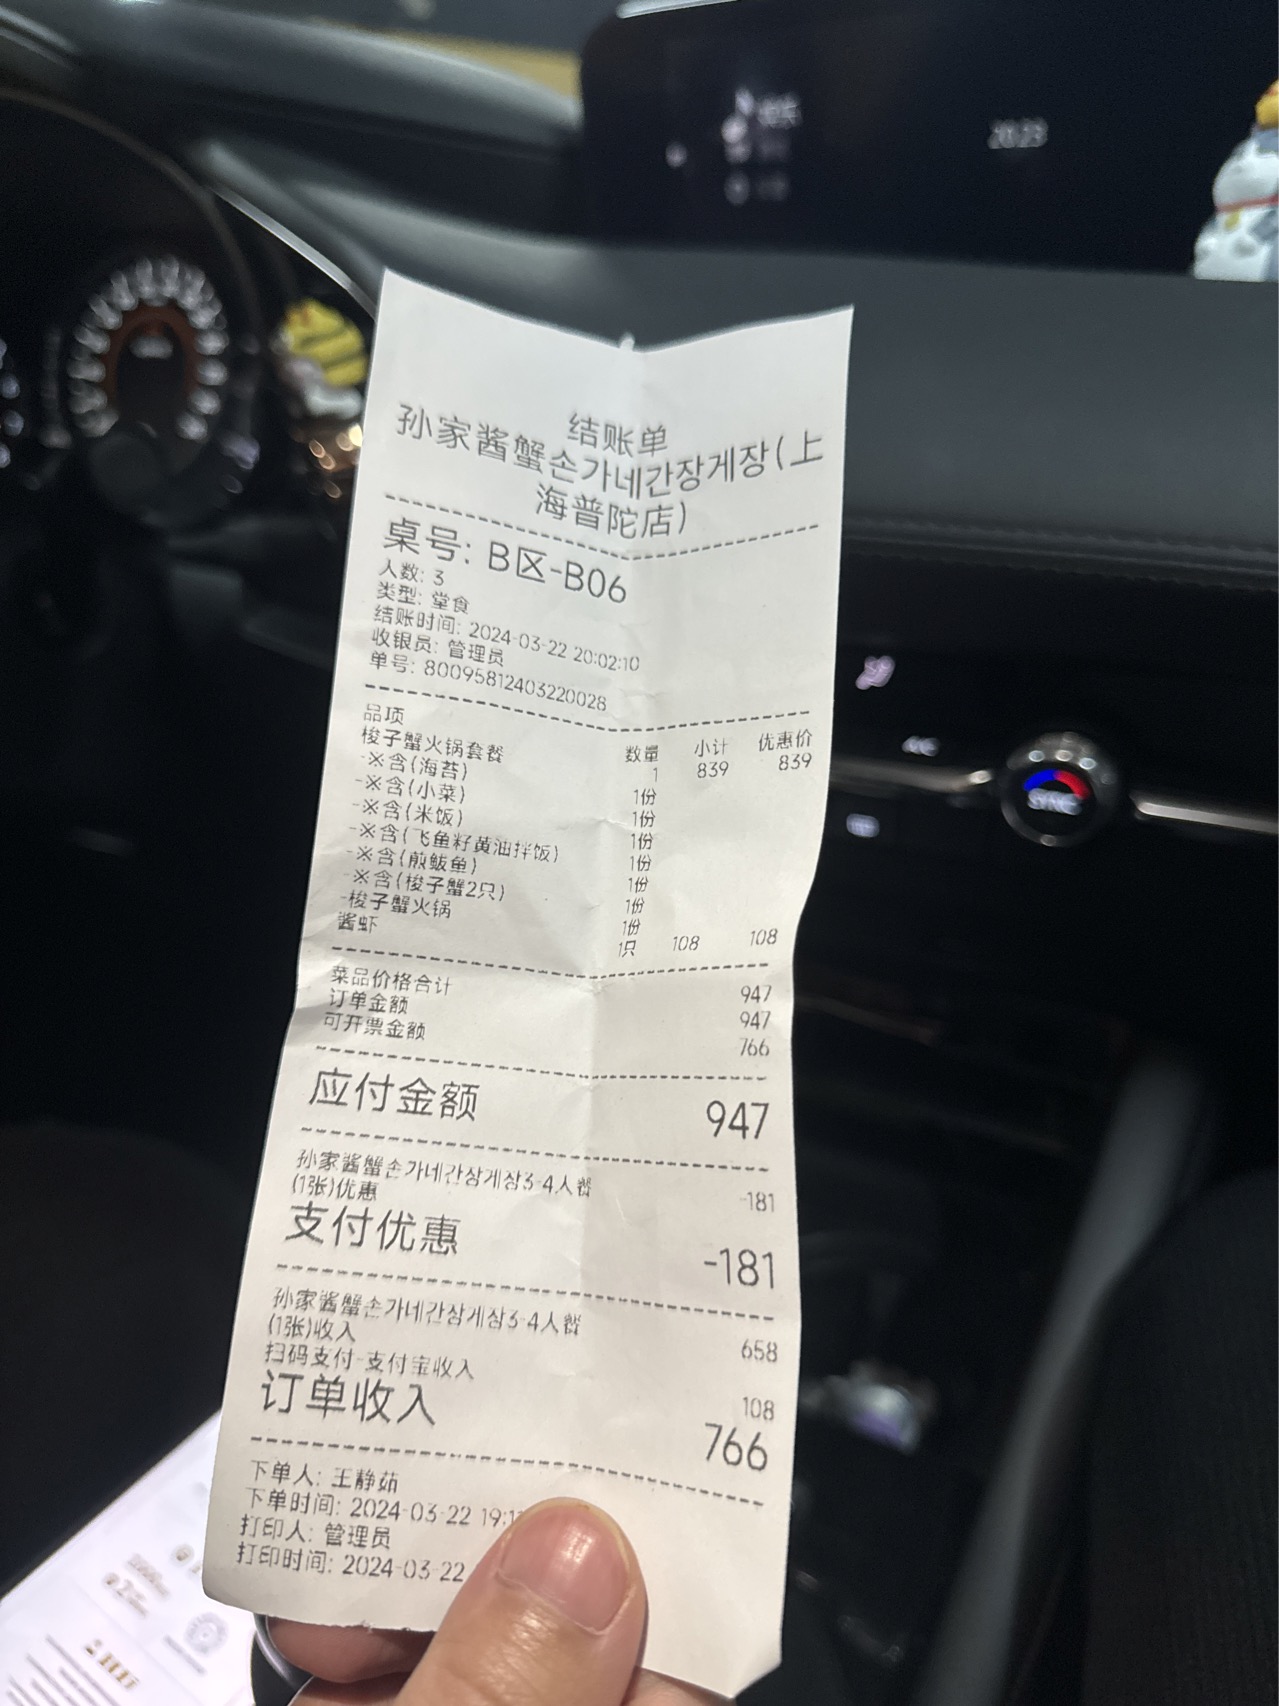 20:23
SYNC
结账单
孙家酱蟹손가네간장게장(上
海普陀店)
桌号: B区-B06
人数: 3
类型: 堂食
结账时间: 2024-03-22 20:02:10
收银员: 管理员
单号: 80095812403220028
品项 数量 小计 优惠价
梭子蟹火锅套餐 1 839 839
-※含(海苔) 1份
-※含(小菜) 1份
-※含(米饭) 1份
-※含(飞鱼籽黄油拌饭) 1份
-※含(煎鲅鱼) 1份
-※含(梭子蟹2只) 1份
-梭子蟹火锅 1份
酱虾 1只 108 108
菜品价格合计 947
订单金额 947
可开票金额 766
应付金额 947
孙家酱蟹손가네간장게장3-4人餐
(1张)优惠 -181
支付优惠 -181
孙家酱蟹손가네간장게장3-4人餐
(1张)收入 658
扫码支付-支付宝收入 108
订单收入 766
下单人: 王静茹
下单时间: 2024-03-22 19:1
打印人: 管理员
打印时间: 2024-03-22